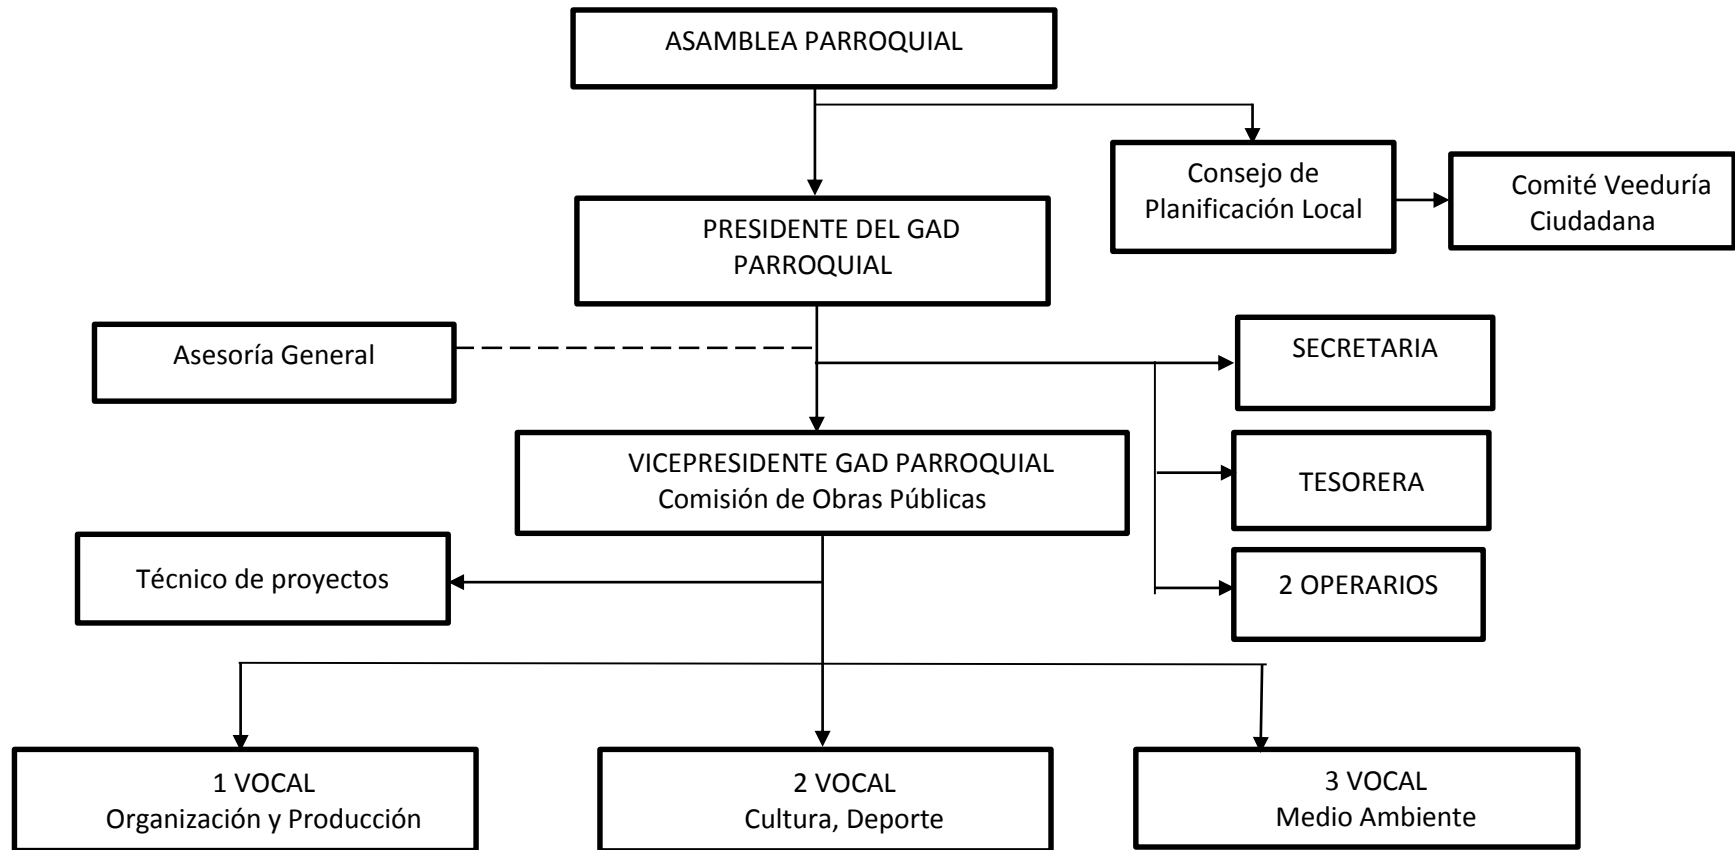 ASAMBLEA PARROQUIAL
Consejo de
Planificación Local
Comité Veeduría
Ciudadana
PRESIDENTE DEL GAD
PARROQUIAL
Asesoría General
SECRETARIA
VICEPRESIDENTE GAD PARROQUIAL
Comisión de Obras Públicas
TESORERA
Técnico de proyectos
2 OPERARIOS
1 VOCAL
Organización y Producción
2 VOCAL
Cultura, Deporte
3 VOCAL
Medio Ambiente